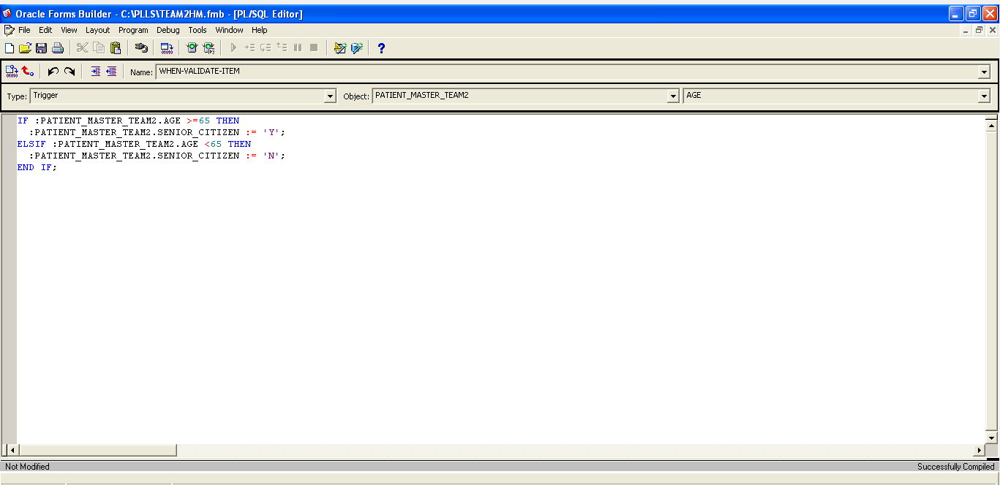 Oracle Forms Builder - C:\PLLS\TEAM2HM.fmb - [PL/SQL Editor]
File Edit View Layout Program Debug Tools Window Help
Name: WHEN-VALIDATE-ITEM
Type: Trigger Object: PATIENT_MASTER_TEAM2 AGE
IF :PATIENT_MASTER_TEAM2.AGE >=65 THEN
:PATIENT_MASTER_TEAM2.SENIOR_CITIZEN := 'Y';
ELSIF :PATIENT_MASTER_TEAM2.AGE <65 THEN
:PATIENT_MASTER_TEAM2.SENIOR_CITIZEN := 'N';
END IF;
Not Modified Successfully Compiled